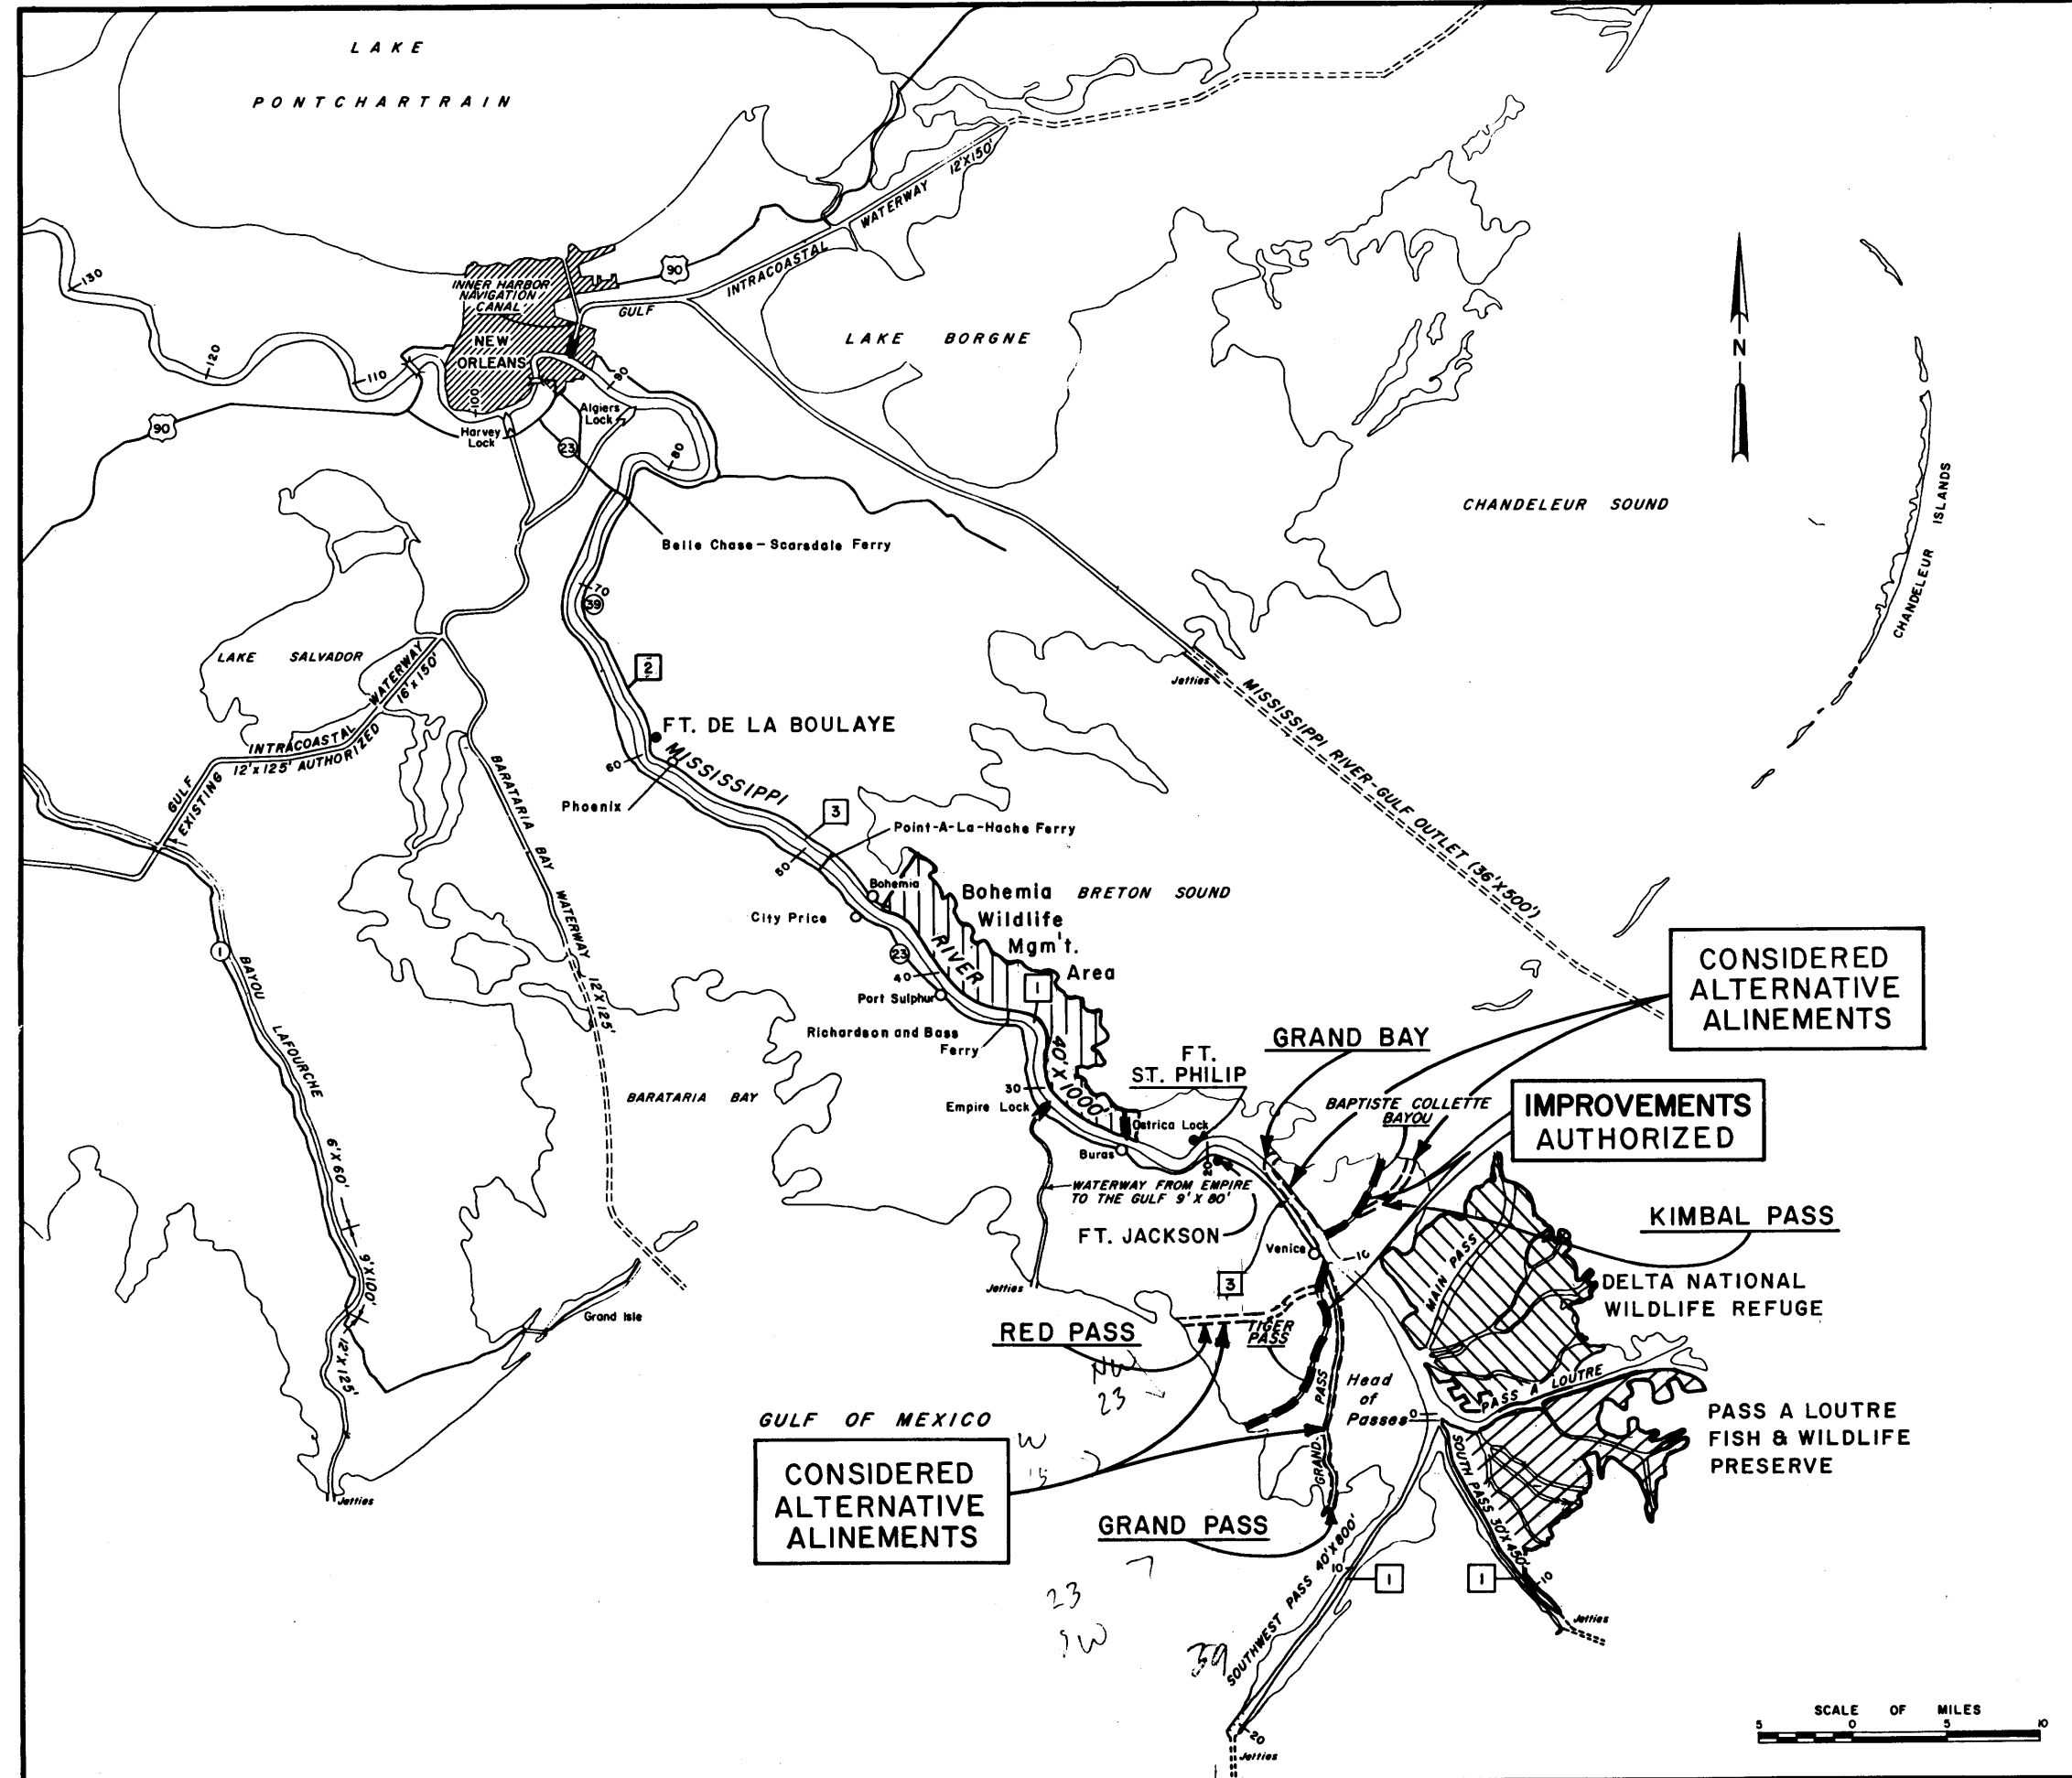 LAKE
PONTCHARTRAIN
INTRACOASTAL WATERWAY 12'X150'
GULF
90
130
120
110
100
90
80
INNER HARBOR
NAVIGATION
CANAL
NEW
ORLEANS
LAKE BORGNE
N
90
Harvey
Lock
Algiers
Lock
23
CHANDELEUR SOUND
CHANDELEUR ISLANDS
Belle Chase-Scarsdale Ferry
70
39
LAKE SALVADOR
WATERWAY
16'X150'
2
Jetties
FT. DE LA BOULAYE
INTRACOASTAL
12'X125' AUTHORIZED
GULF
EXISTING
60
MISSISSIPPI
MISSISSIPPI RIVER-GULF OUTLET (36'X500')
Phoenix
3
Point-A-La-Hache Ferry
50
BARATARIA BAY WATERWAY 12'X125'
Bohemia
City Price
Bohemia
Wildlife
Mgm't.
Area
BRETON SOUND
RIVER
23
40
1
BAYOU LAFOURCHE 6'X60'
9'X100'
12'X125'
Port Sulphur
1
Richardson and Bass
Ferry
40'X1000'
CONSIDERED
ALTERNATIVE
ALINEMENTS
GRAND BAY
FT.
ST. PHILIP
30
Empire Lock
BARATARIA BAY
BAPTISTE COLLETTE
BAYOU
IMPROVEMENTS
AUTHORIZED
Ostrica Lock
Buras
20
WATERWAY FROM EMPIRE
TO THE GULF 9'X80'
FT. JACKSON
KIMBAL PASS
Venice
10
MAIN PASS
3
Jetties
DELTA NATIONAL
WILDLIFE REFUGE
Grand Isle
RED PASS
TIGER
PASS
NW
23
Head
of
Passes
0
PASS A LOUTRE
GULF OF MEXICO
W
15
PASS A LOUTRE
FISH & WILDLIFE
PRESERVE
CONSIDERED
ALTERNATIVE
ALINEMENTS
GRAND PASS
SOUTH PASS 30'X450'
Jetties
GRAND PASS
7
SOUTHWEST PASS 40'X800'
10
1
1
10
23
SW
39
Jetties
20
Jetties
SCALE OF MILES
5 0 5 10